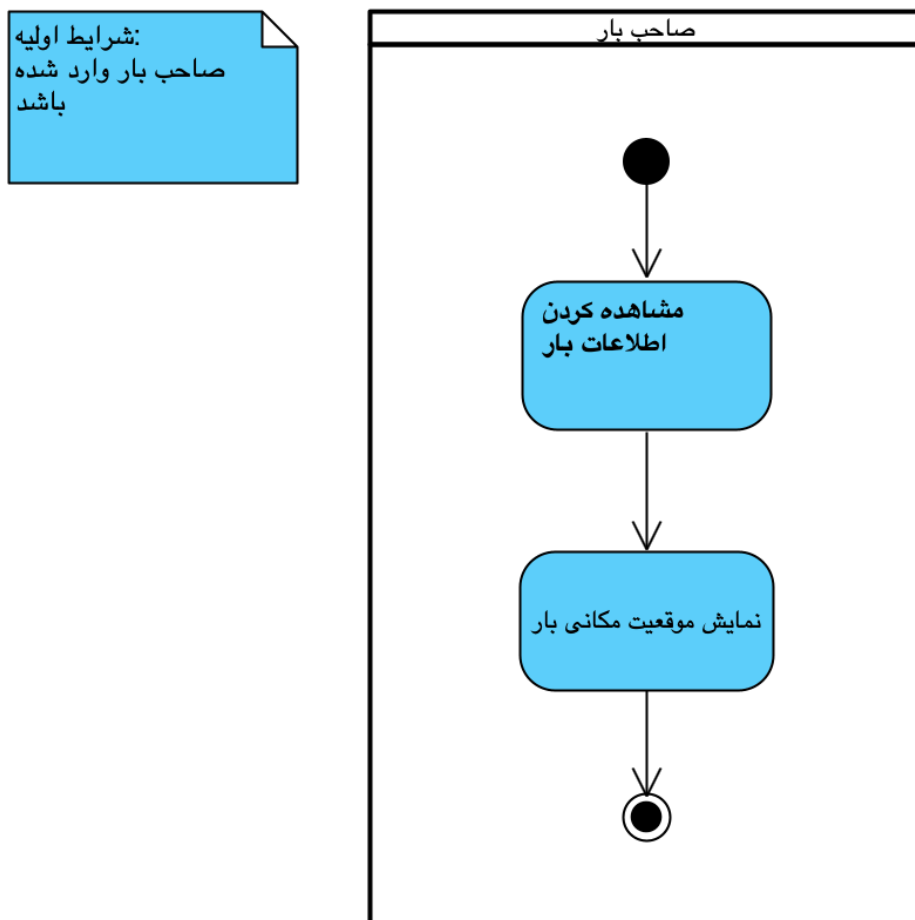 شرایط اولیه:
صاحب بار وارد شده
باشد
صاحب بار
مشاهده کردن
اطلاعات بار
نمایش موقعیت مکانی بار